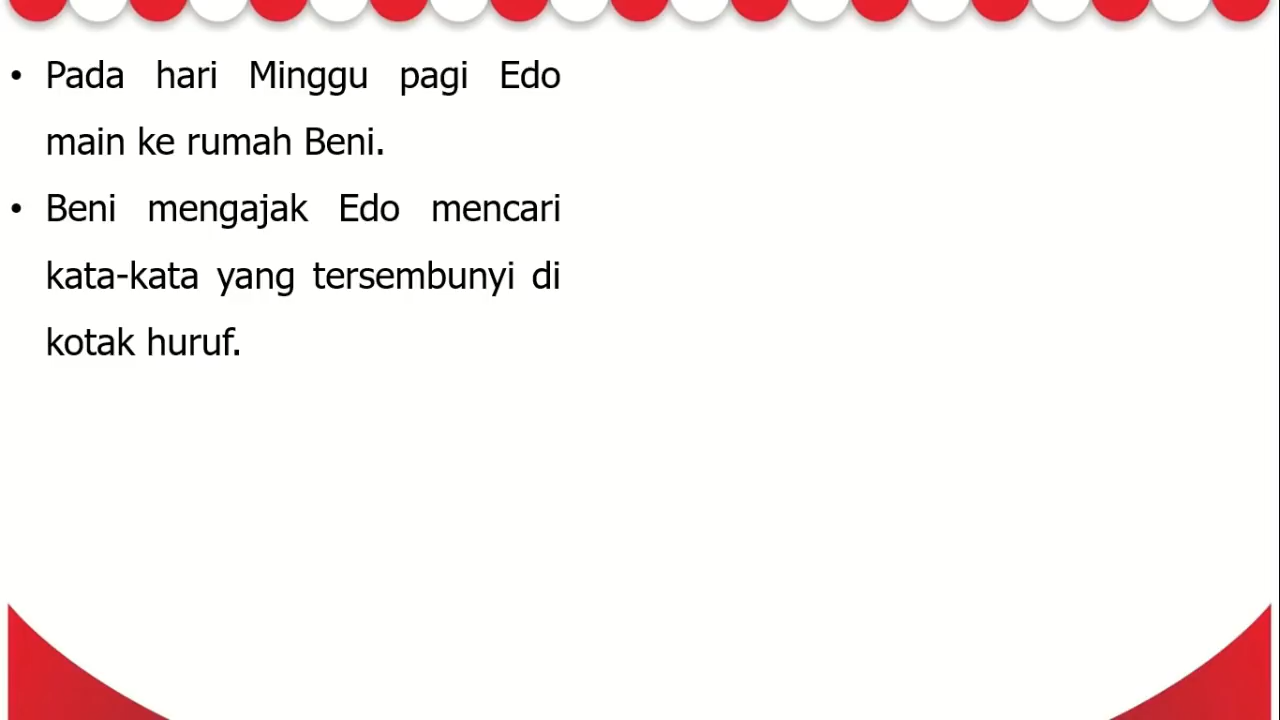 • Pada hari Minggu pagi Edo
main ke rumah Beni.
• Beni mengajak Edo mencari
kata-kata yang tersembunyi di
kotak huruf.